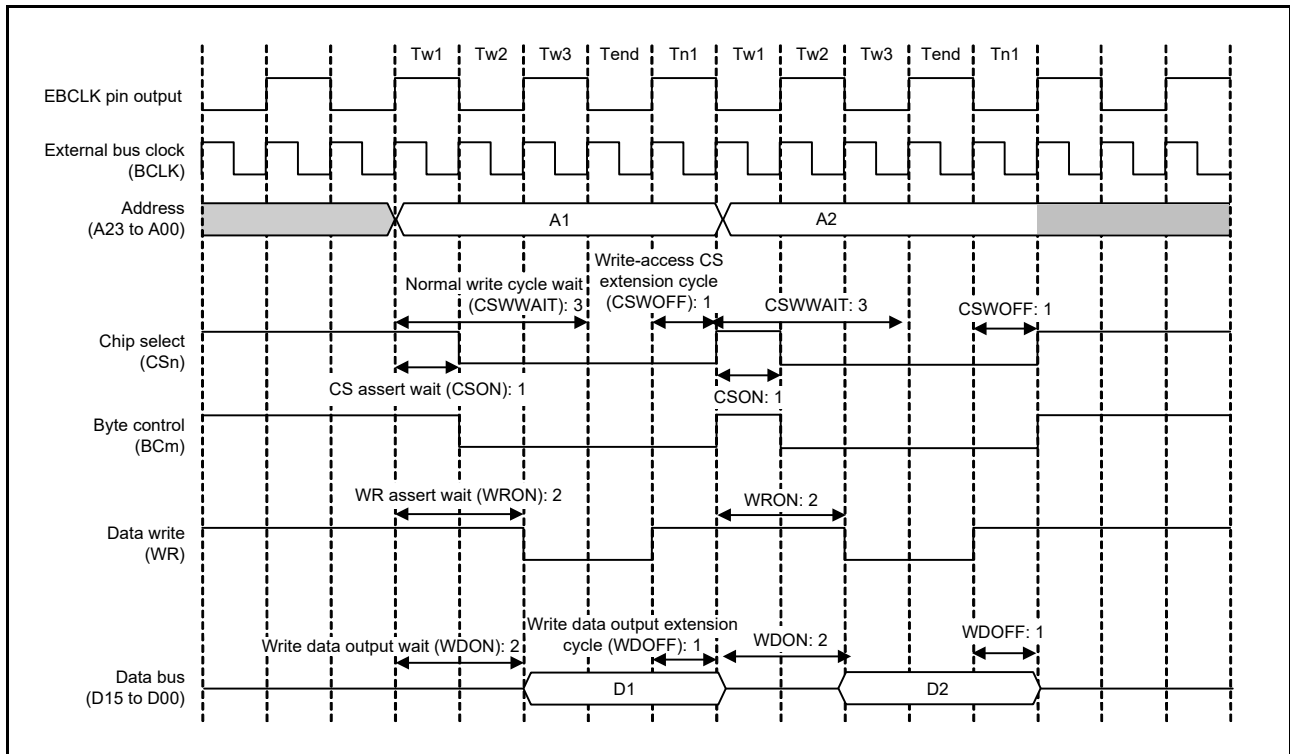 Tw1 Tw2 Tw3 Tend Tn1 Tw1 Tw2 Tw3 Tend Tn1
EBCLK pin output
External bus clock
(BCLK)
Address
(A23 to A00)
A1
A2
Normal write cycle wait
(CSWWAIT): 3
Write-access CS
extension cycle
(CSWOFF): 1
CSWWAIT: 3
CSWOFF: 1
Chip select
(CSn)
CS assert wait (CSON): 1
CSON: 1
Byte control
(BCm)
WR assert wait (WRON): 2
WRON: 2
Data write
(WR)
Write data output wait (WDON): 2
Write data output extension
cycle (WDOFF): 1
WDON: 2
WDOFF: 1
Data bus
(D15 to D00)
D1
D2